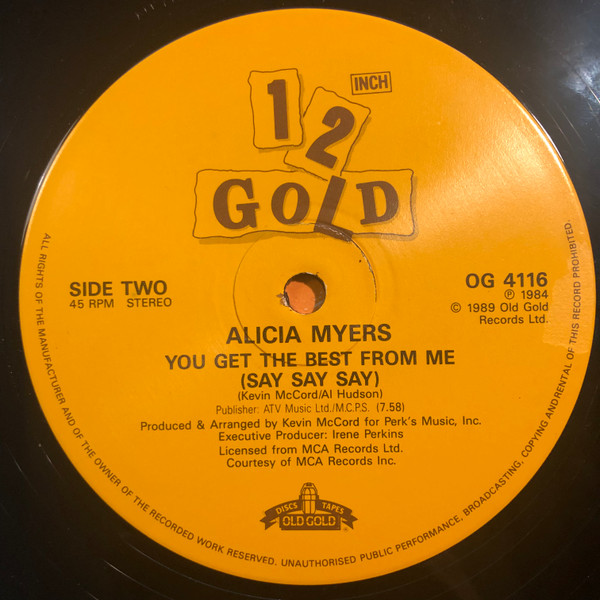 12 INCH
GOLD
SIDE TWO
45 RPM STEREO
OG 4116
Ⓟ 1984
© 1989 Old Gold
Records Ltd.
ALICIA MYERS
YOU GET THE BEST FROM ME
(SAY SAY SAY)
(Kevin McCord/Al Hudson)
Publisher: ATV Music Ltd./M.C.P.S. (7.58)
Produced & Arranged by Kevin McCord for Perk's Music, Inc.
Executive Producer: Irene Perkins
Licensed from MCA Records Ltd.
Courtesy of MCA Records Inc.
DISCS TAPES
OLD GOLD
ALL RIGHTS OF THE MANUFACTURER AND OF THE OWNER OF THE RECORDED WORK RESERVED. UNAUTHORISED PUBLIC PERFORMANCE, BROADCASTING, COPYING ANDRENTAL OF THIS RECORD PROHIBITED.